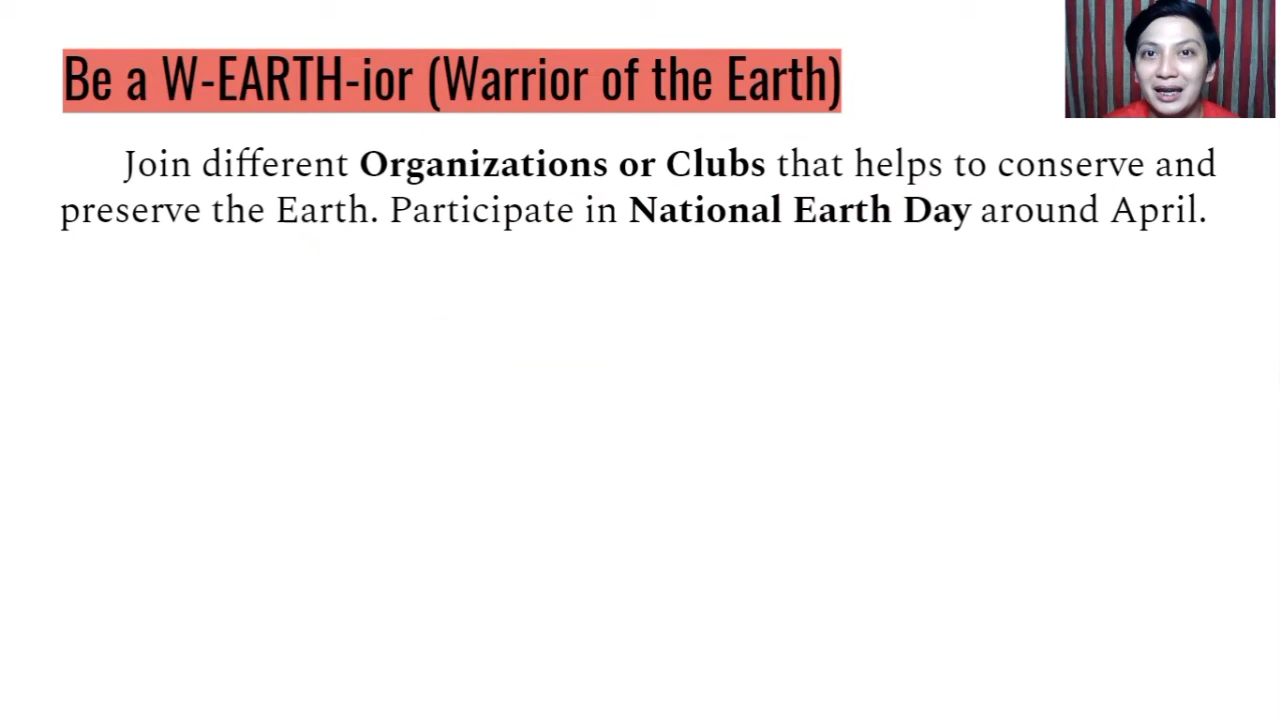 Be a W-EARTH-ior (Warrior of the Earth)
Join different Organizations or Clubs that helps to conserve and
preserve the Earth. Participate in National Earth Day around April.